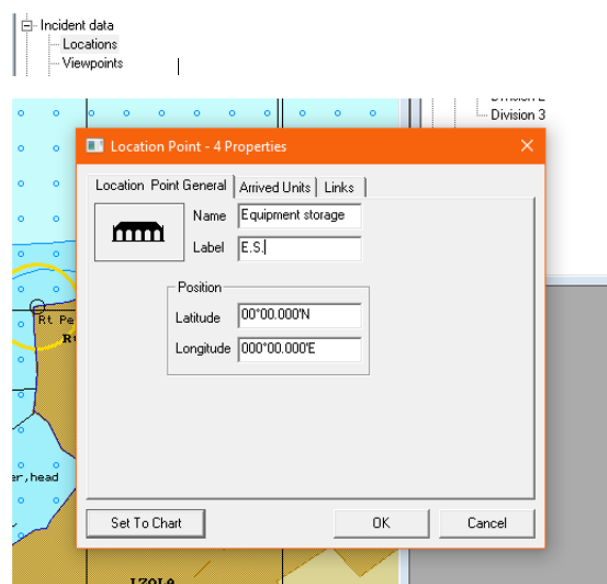 Incident data
Locations
Viewpoints
Division 3
Location Point - 4 Properties
Location Point General
Arrived Units
Links
Name
Equipment storage
Label
E.S.
Position
Latitude
00°00.000'N
Longitude
000°00.000'E
Rt Pe
er,head
Set To Chart
OK
Cancel
IZOLA